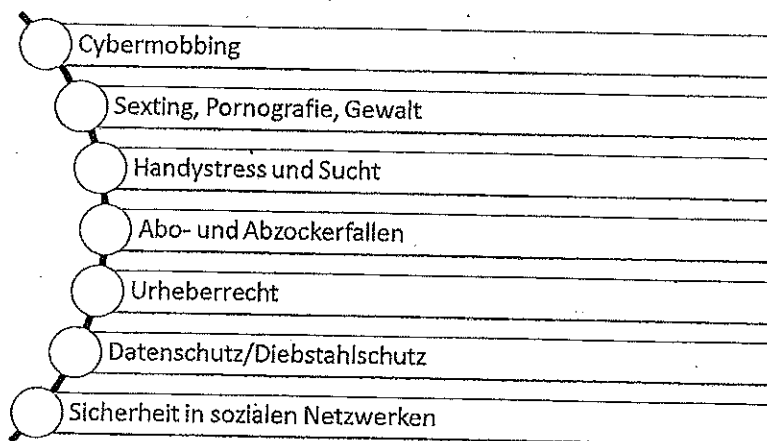 Cybermobbing
Sexting, Pornografie, Gewalt
Handystress und Sucht
Abo- und Abzockerfallen
Urheberrecht
Datenschutz/Diebstahlschutz
Sicherheit in sozialen Netzwerken